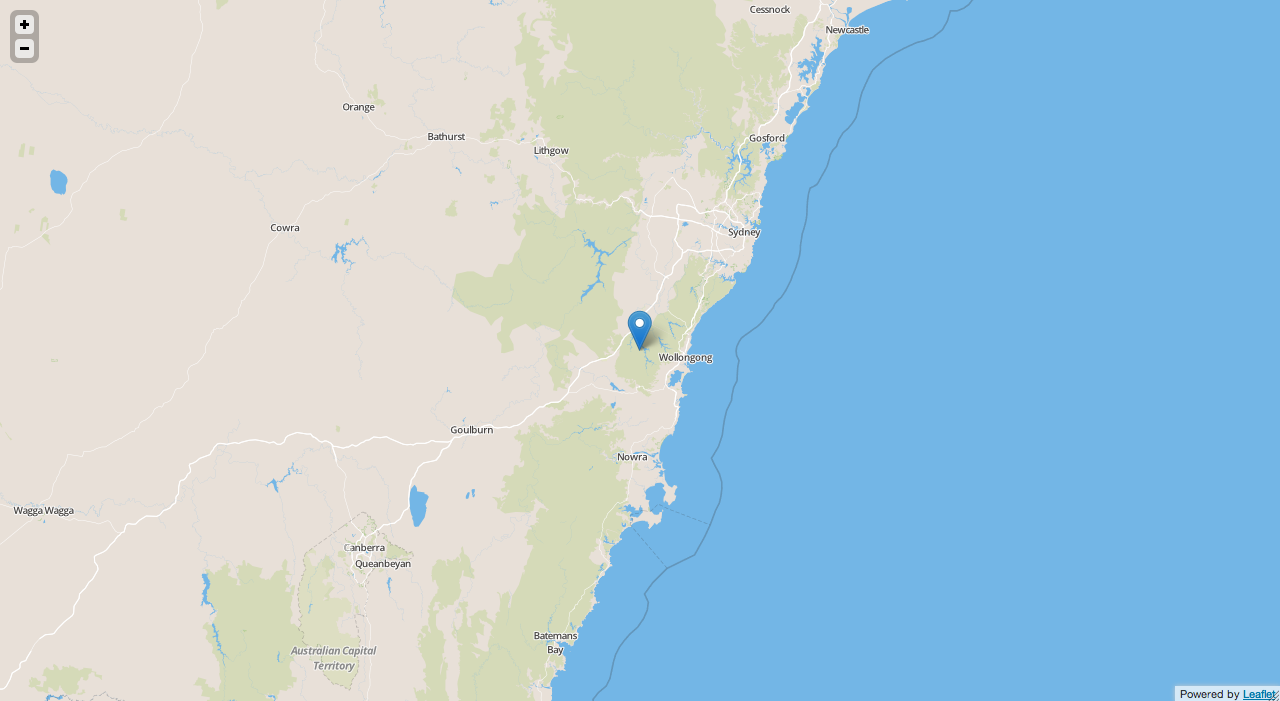 +
−
Cessnock
Newcastle
Orange
Bathurst
Gosford
Lithgow
Cowra
Sydney
Wollongong
Goulburn
Nowra
Wagga Wagga
Canberra
Queanbeyan
Batemans
Bay
Australian Capital
Territory
Powered by Leaflet